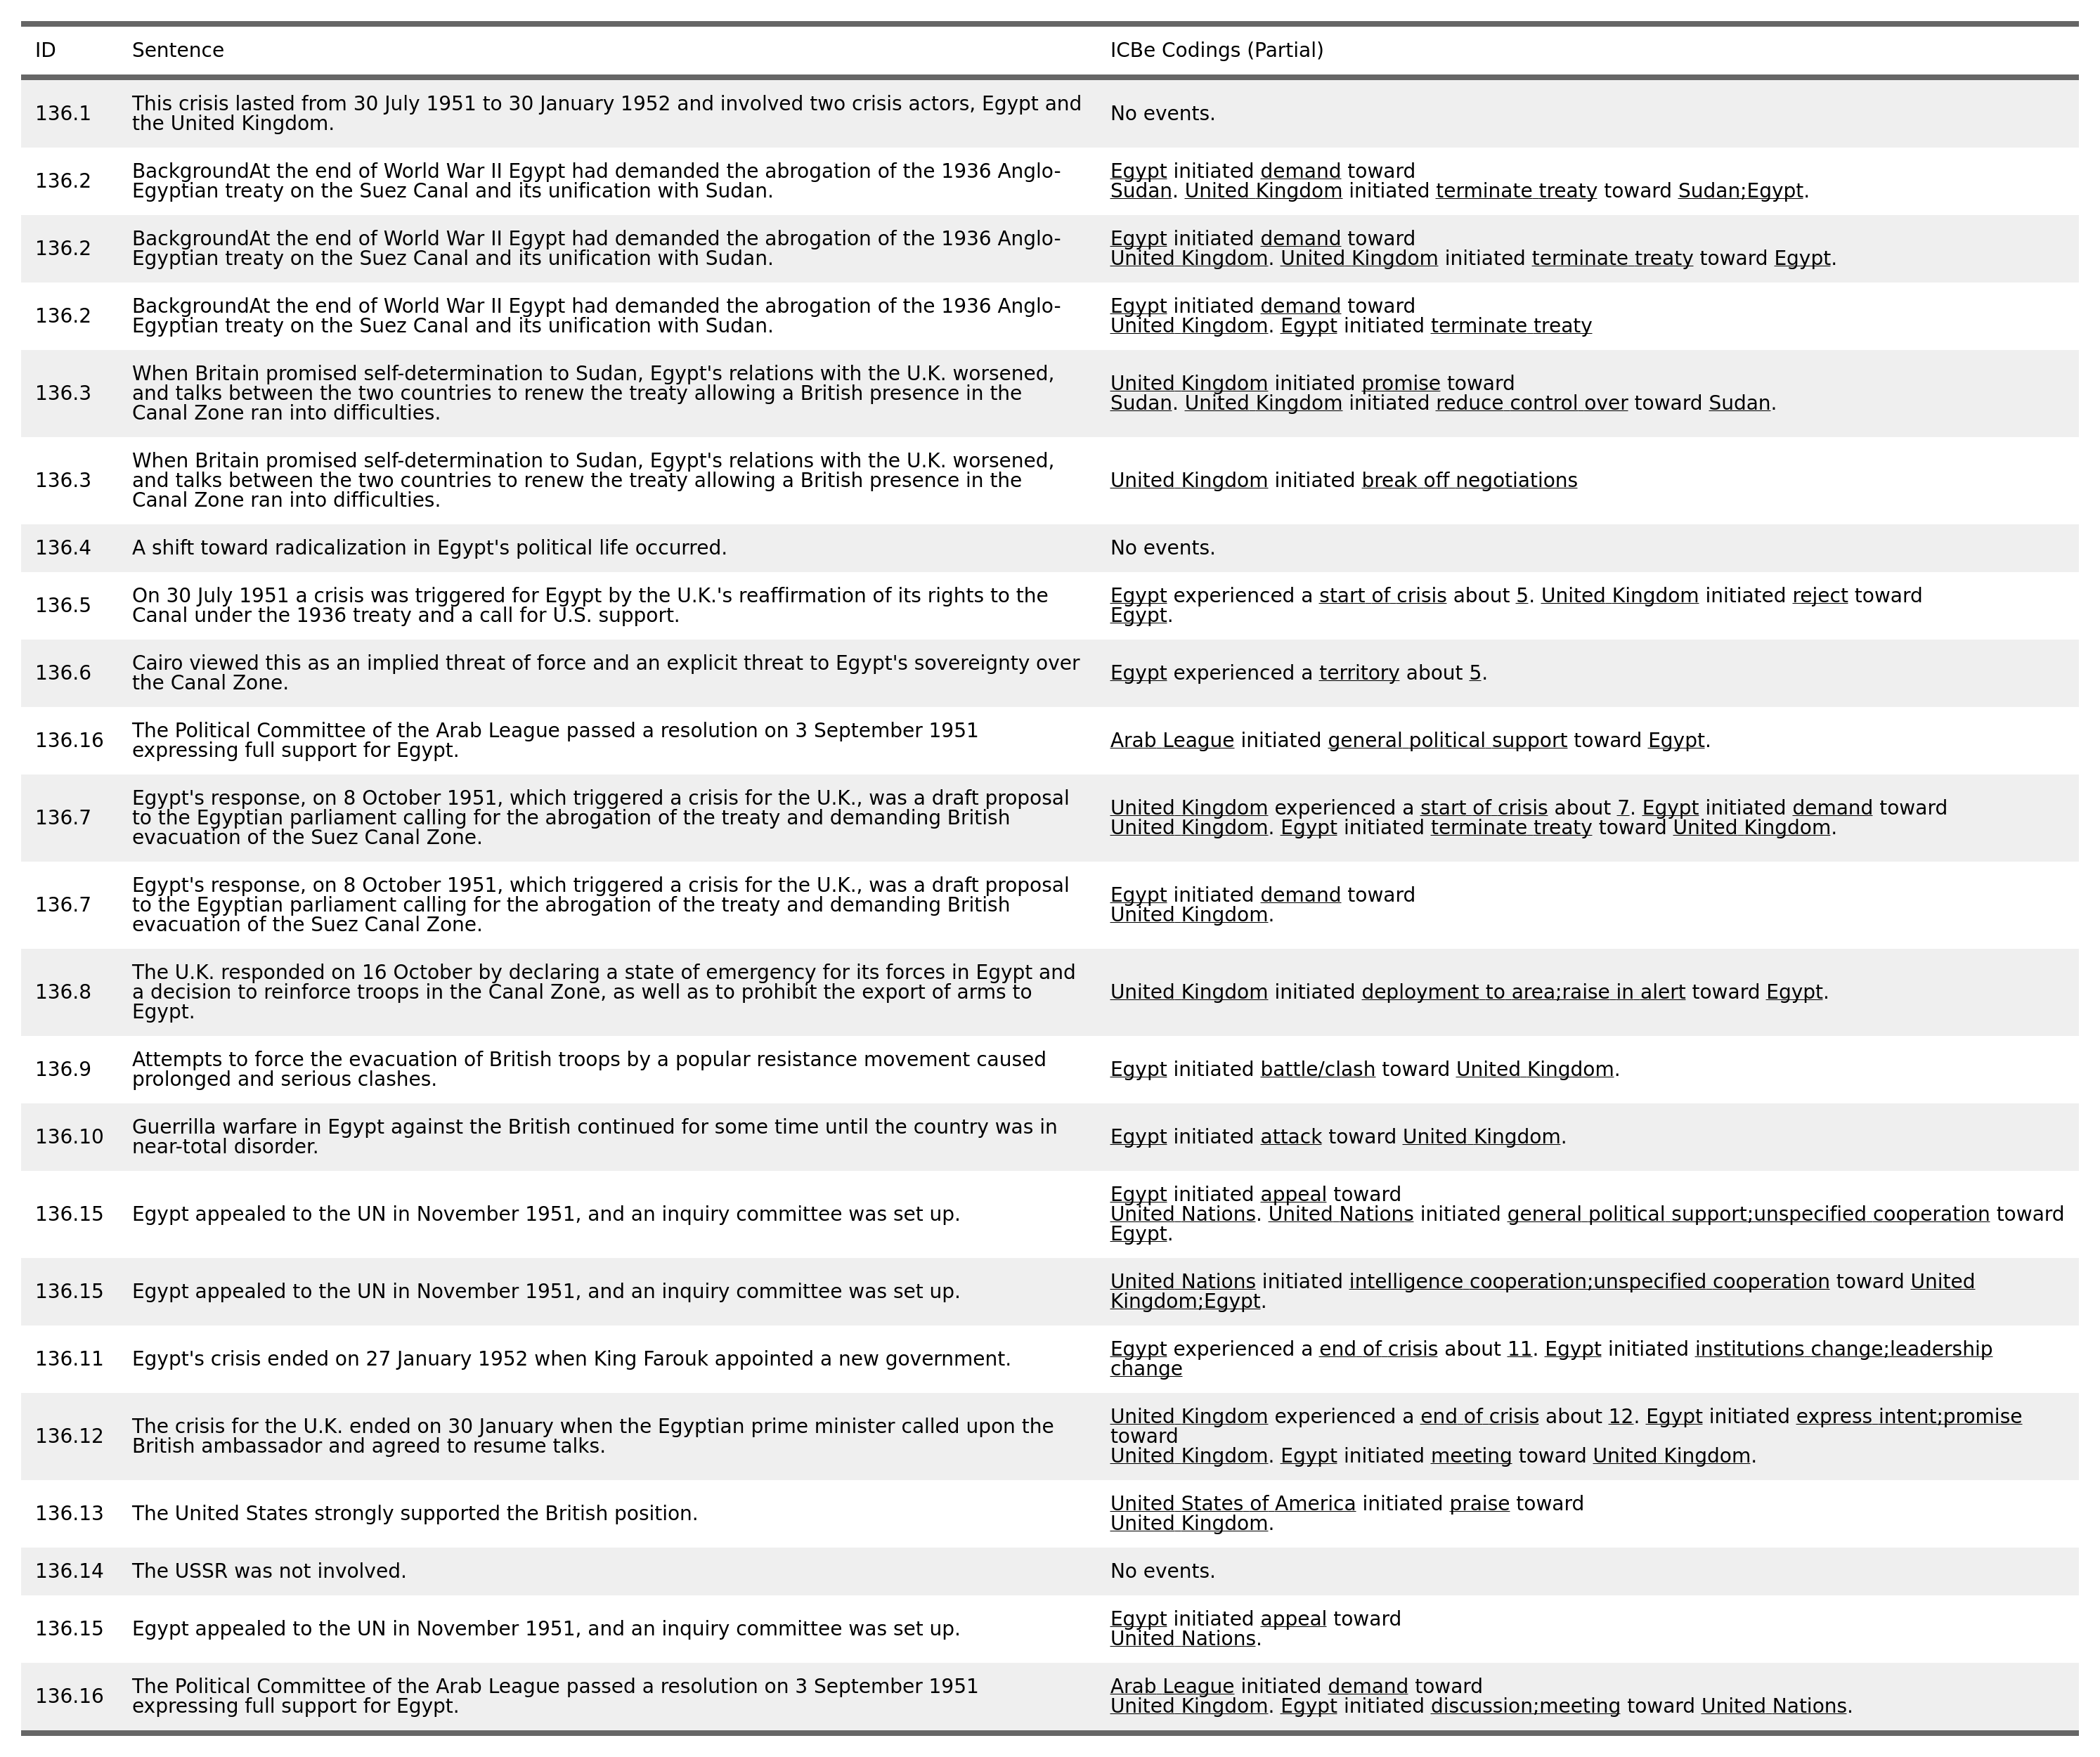 ID Sentence ICBe Codings (Partial)
136.1 This crisis lasted from 30 July 1951 to 30 January 1952 and involved two crisis actors, Egypt and
the United Kingdom. No events.
136.2 BackgroundAt the end of World War II Egypt had demanded the abrogation of the 1936 Anglo-
Egyptian treaty on the Suez Canal and its unification with Sudan.
Egypt initiated demand toward
Sudan. United Kingdom initiated terminate treaty toward Sudan;Egypt.
136.2 BackgroundAt the end of World War II Egypt had demanded the abrogation of the 1936 Anglo-
Egyptian treaty on the Suez Canal and its unification with Sudan.
Egypt initiated demand toward
United Kingdom. United Kingdom initiated terminate treaty toward Egypt.
136.2 BackgroundAt the end of World War II Egypt had demanded the abrogation of the 1936 Anglo-
Egyptian treaty on the Suez Canal and its unification with Sudan.
Egypt initiated demand toward
United Kingdom. Egypt initiated terminate treaty
136.3 When Britain promised self-determination to Sudan, Egypt's relations with the U.K. worsened,
and talks between the two countries to renew the treaty allowing a British presence in the
Canal Zone ran into difficulties.
United Kingdom initiated promise toward
Sudan. United Kingdom initiated reduce control over toward Sudan.
136.3 When Britain promised self-determination to Sudan, Egypt's relations with the U.K. worsened,
and talks between the two countries to renew the treaty allowing a British presence in the
Canal Zone ran into difficulties.
United Kingdom initiated break off negotiations
136.4 A shift toward radicalization in Egypt's political life occurred. No events.
136.5 On 30 July 1951 a crisis was triggered for Egypt by the U.K.'s reaffirmation of its rights to the
Canal under the 1936 treaty and a call for U.S. support.
Egypt experienced a start of crisis about 5. United Kingdom initiated reject toward
Egypt.
136.6 Cairo viewed this as an implied threat of force and an explicit threat to Egypt's sovereignty over
the Canal Zone.
Egypt experienced a territory about 5.
136.16 The Political Committee of the Arab League passed a resolution on 3 September 1951
expressing full support for Egypt.
Arab League initiated general political support toward Egypt.
136.7 Egypt's response, on 8 October 1951, which triggered a crisis for the U.K., was a draft proposal
to the Egyptian parliament calling for the abrogation of the treaty and demanding British
evacuation of the Suez Canal Zone.
United Kingdom experienced a start of crisis about 7. Egypt initiated demand toward
United Kingdom. Egypt initiated terminate treaty toward United Kingdom.
136.7 Egypt's response, on 8 October 1951, which triggered a crisis for the U.K., was a draft proposal
to the Egyptian parliament calling for the abrogation of the treaty and demanding British
evacuation of the Suez Canal Zone.
Egypt initiated demand toward
United Kingdom.
136.8 The U.K. responded on 16 October by declaring a state of emergency for its forces in Egypt and
a decision to reinforce troops in the Canal Zone, as well as to prohibit the export of arms to
Egypt.
United Kingdom initiated deployment to area;raise in alert toward Egypt.
136.9 Attempts to force the evacuation of British troops by a popular resistance movement caused
prolonged and serious clashes.
Egypt initiated battle/clash toward United Kingdom.
136.10 Guerrilla warfare in Egypt against the British continued for some time until the country was in
near-total disorder.
Egypt initiated attack toward United Kingdom.
136.15 Egypt appealed to the UN in November 1951, and an inquiry committee was set up.
Egypt initiated appeal toward
United Nations. United Nations initiated general political support;unspecified cooperation toward
Egypt.
136.15 Egypt appealed to the UN in November 1951, and an inquiry committee was set up.
United Nations initiated intelligence cooperation;unspecified cooperation toward United
Kingdom;Egypt.
136.11 Egypt's crisis ended on 27 January 1952 when King Farouk appointed a new government.
Egypt experienced a end of crisis about 11. Egypt initiated institutions change;leadership
change
136.12 The crisis for the U.K. ended on 30 January when the Egyptian prime minister called upon the
British ambassador and agreed to resume talks.
United Kingdom experienced a end of crisis about 12. Egypt initiated express intent;promise
toward
United Kingdom. Egypt initiated meeting toward United Kingdom.
136.13 The United States strongly supported the British position.
United States of America initiated praise toward
United Kingdom.
136.14 The USSR was not involved. No events.
136.15 Egypt appealed to the UN in November 1951, and an inquiry committee was set up.
Egypt initiated appeal toward
United Nations.
136.16 The Political Committee of the Arab League passed a resolution on 3 September 1951
expressing full support for Egypt.
Arab League initiated demand toward
United Kingdom. Egypt initiated discussion;meeting toward United Nations.